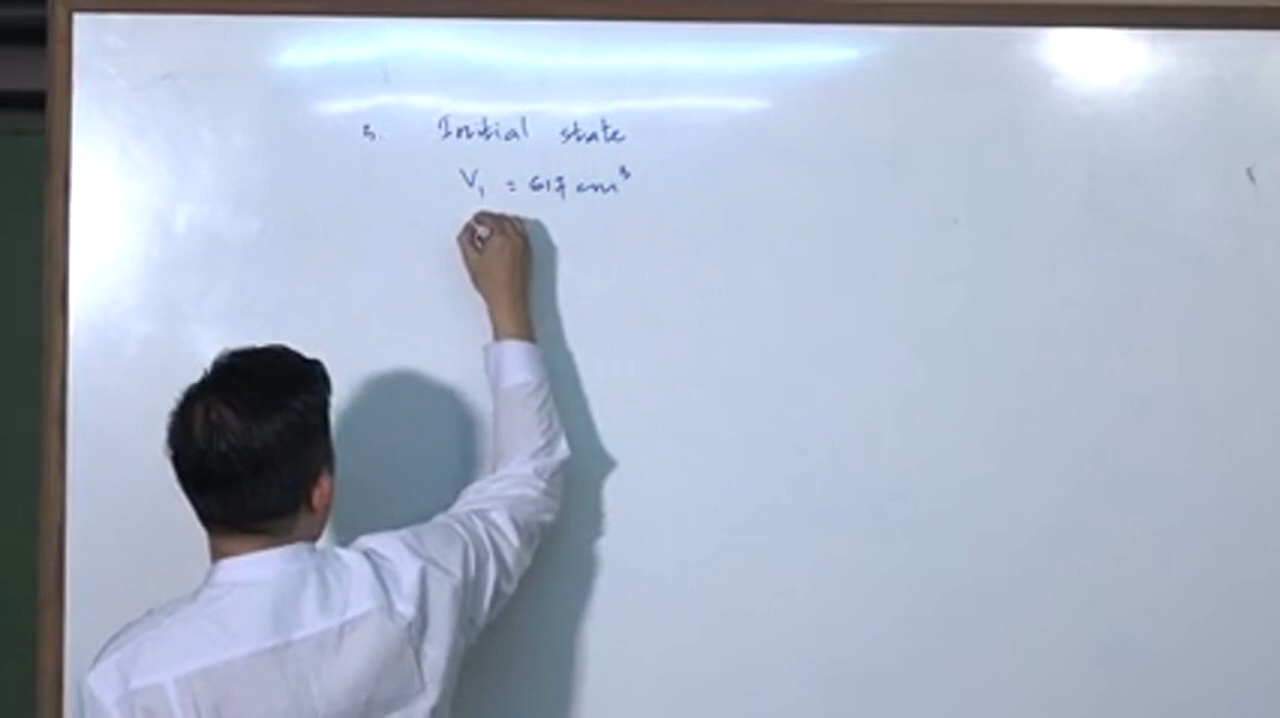 5. Initial state
V₁ = 617 cm³